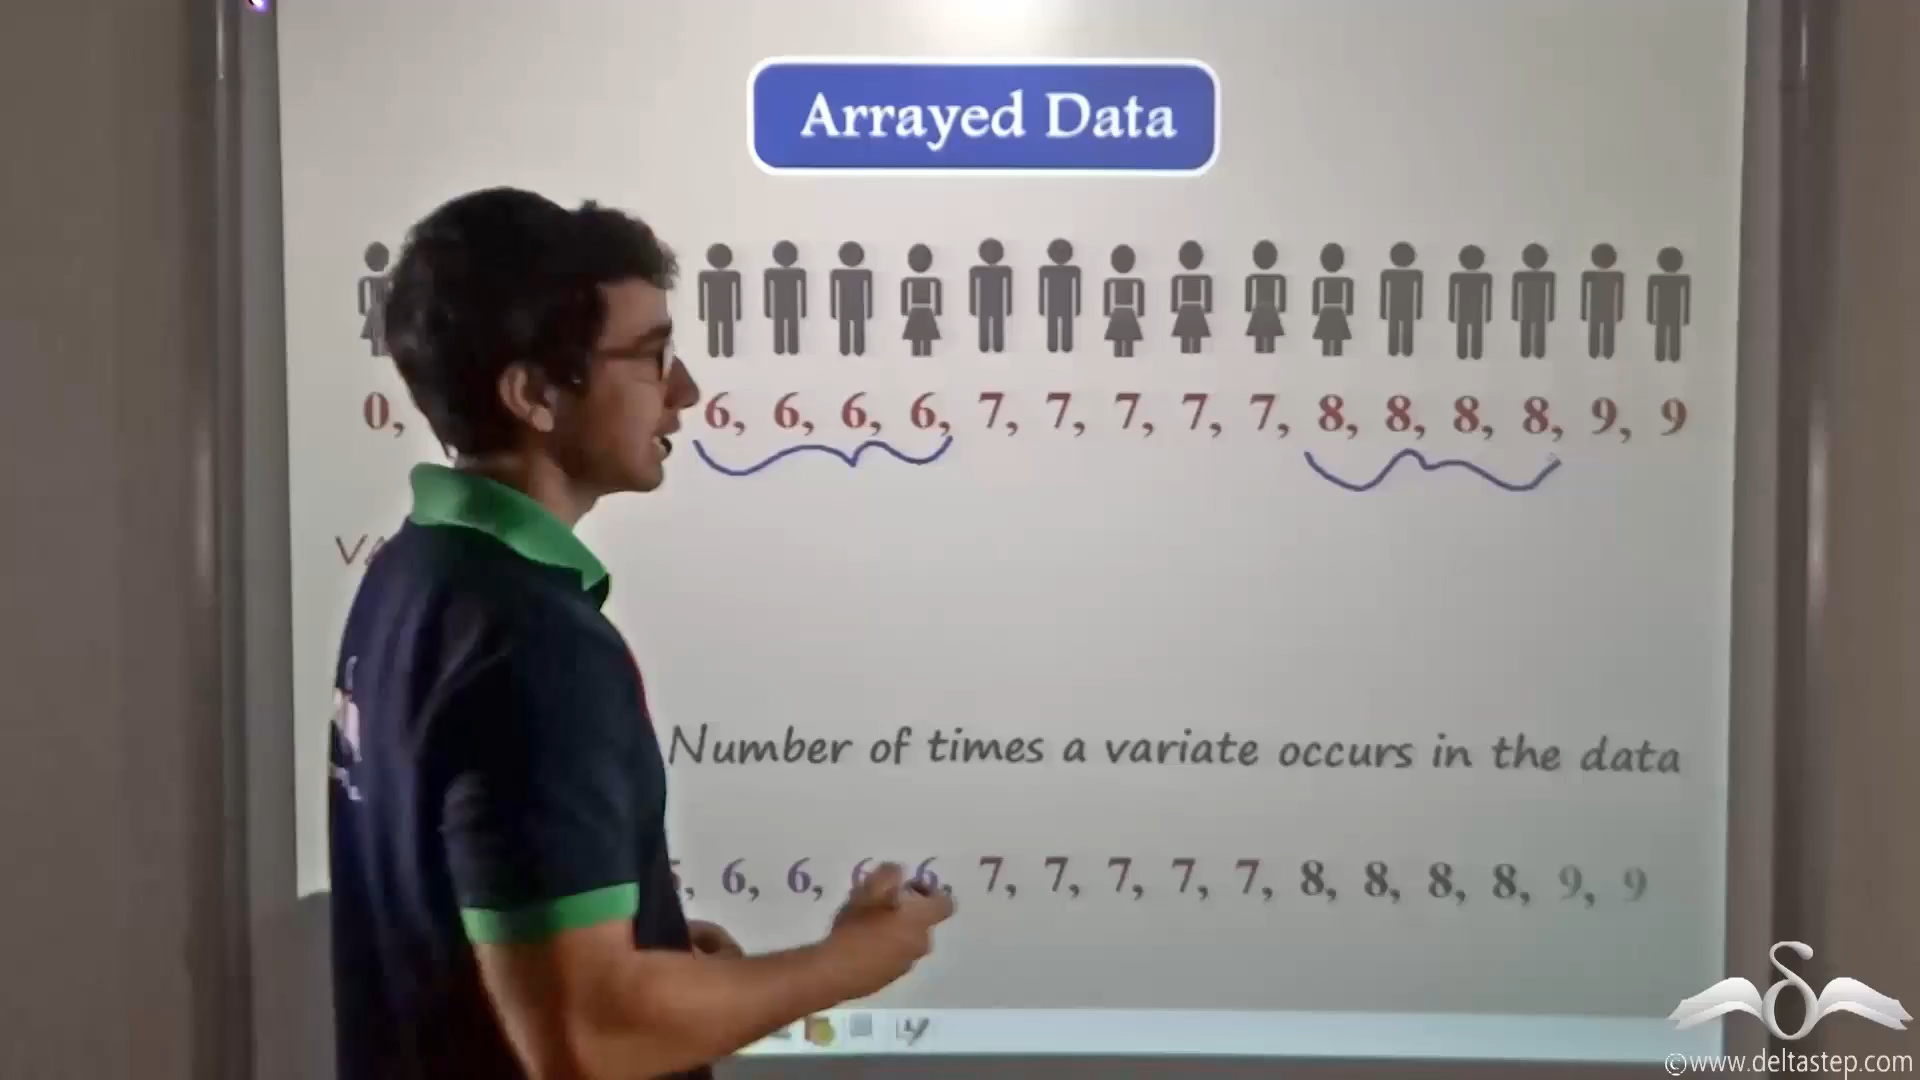 Arrayed Data
0, 6, 6, 6, 6, 7, 7, 7, 7, 7, 8, 8, 8, 8, 9, 9
Number of times a variate occurs in the data
6, 6, 6, 6, 7, 7, 7, 7, 7, 8, 8, 8, 8, 9, 9
©www.deltastep.com